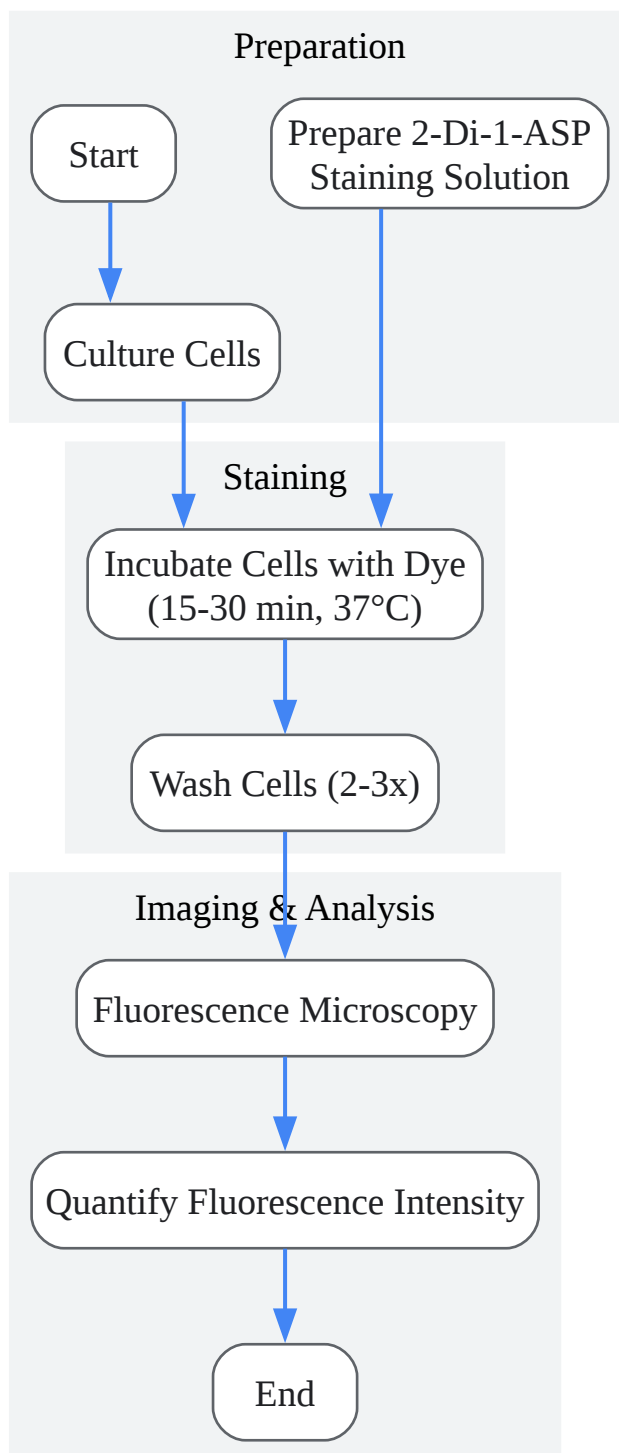 Preparation
Start
Prepare 2-Di-1-ASP
Staining Solution
Culture Cells
Staining
Incubate Cells with Dye
(15-30 min, 37°C)
Wash Cells (2-3x)
Imaging & Analysis
Fluorescence Microscopy
Quantify Fluorescence Intensity
End